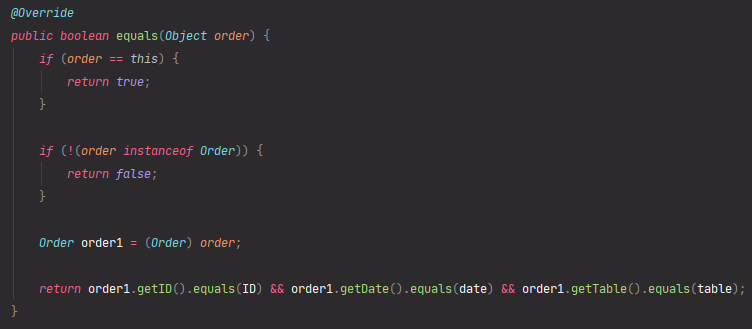 @Override
public boolean equals(Object order) {
    if (order == this) {
        return true;
    }

    if (!(order instanceof Order)) {
        return false;
    }

    Order order1 = (Order) order;

    return order1.getID().equals(ID) && order1.getDate().equals(date) && order1.getTable().equals(table);
}